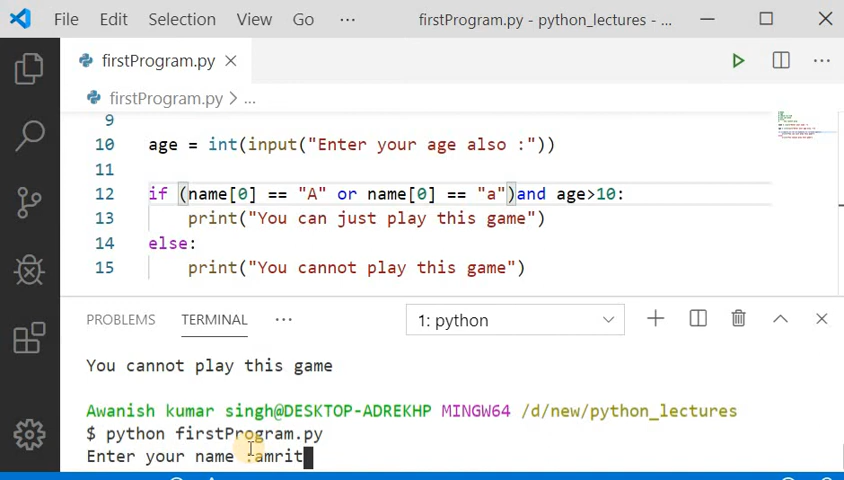 File Edit Selection View Go ··· firstProgram.py - python_lectures - ...
firstProgram.py
firstProgram.py > ...
9
10 age = int(input("Enter your age also :"))
11
12 if (name[0] == "A" or name[0] == "a")and age>10:
13 print("You can just play this game")
14 else:
15 print("You cannot play this game")
PROBLEMS TERMINAL ··· 1: python
You cannot play this game
Awanish kumar singh@DESKTOP-ADREKHP MINGW64 /d/new/python_lectures
$ python firstProgram.py
Enter your name :amrit